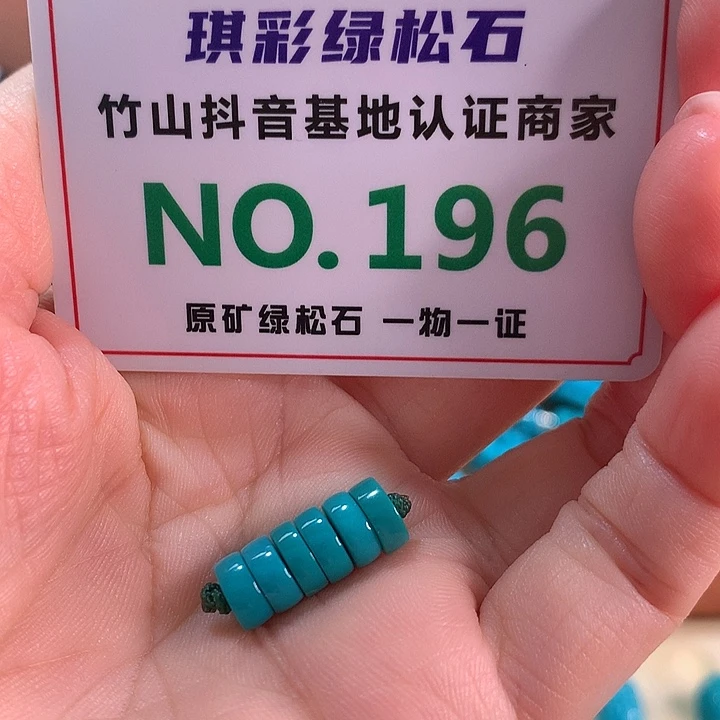 琪彩绿松石
竹山抖音基地认证商家
NO.196
原矿绿松石 一物一证